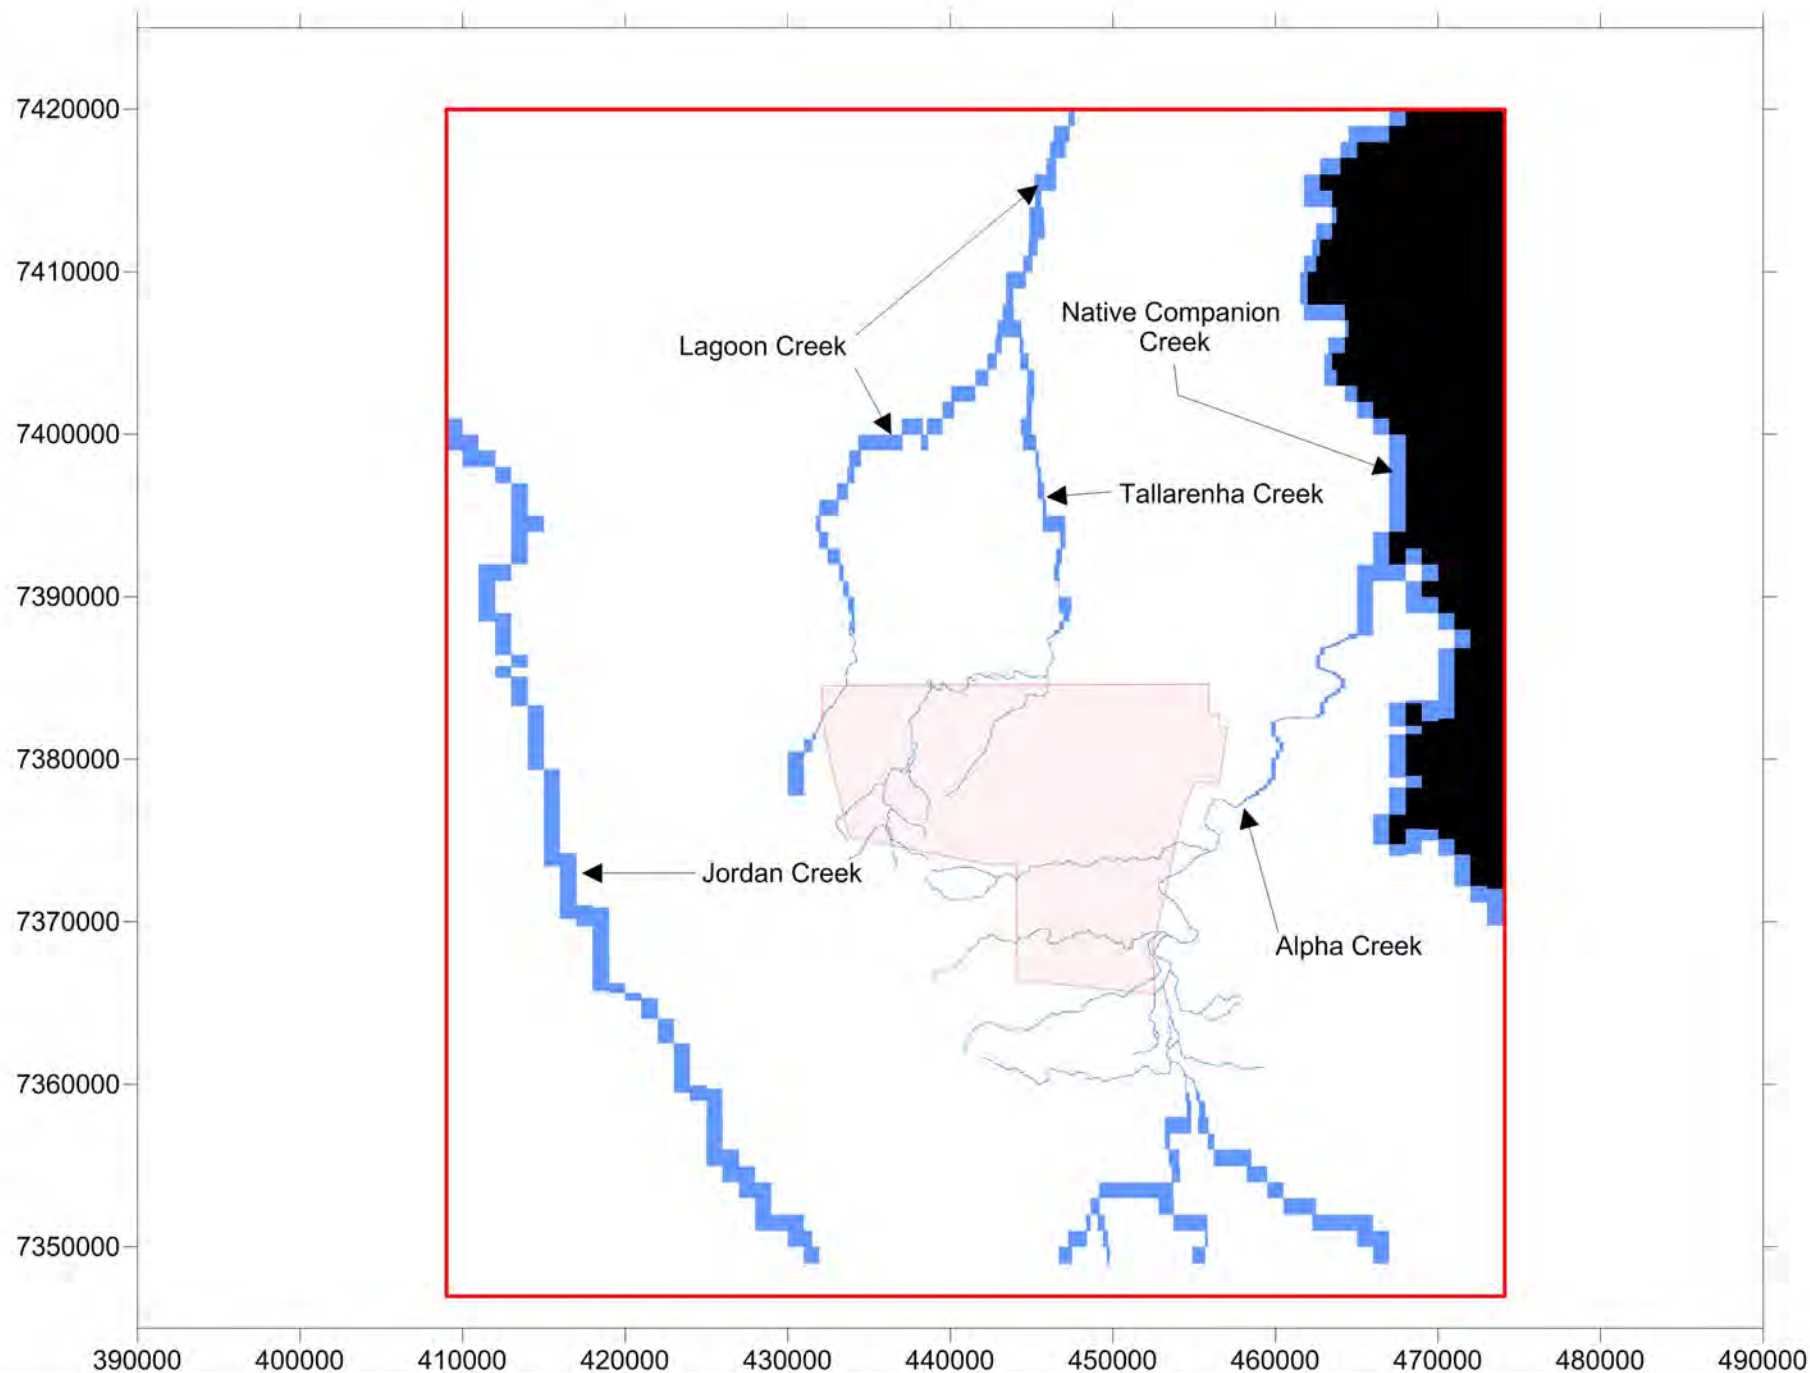 7420000
7410000
Native Companion
Creek
Lagoon Creek
7400000
Tallarenha Creek
7390000
7380000
Jordan Creek
7370000
Alpha Creek
7360000
7350000
390000 400000 410000 420000 430000 440000 450000 460000 470000 480000 490000